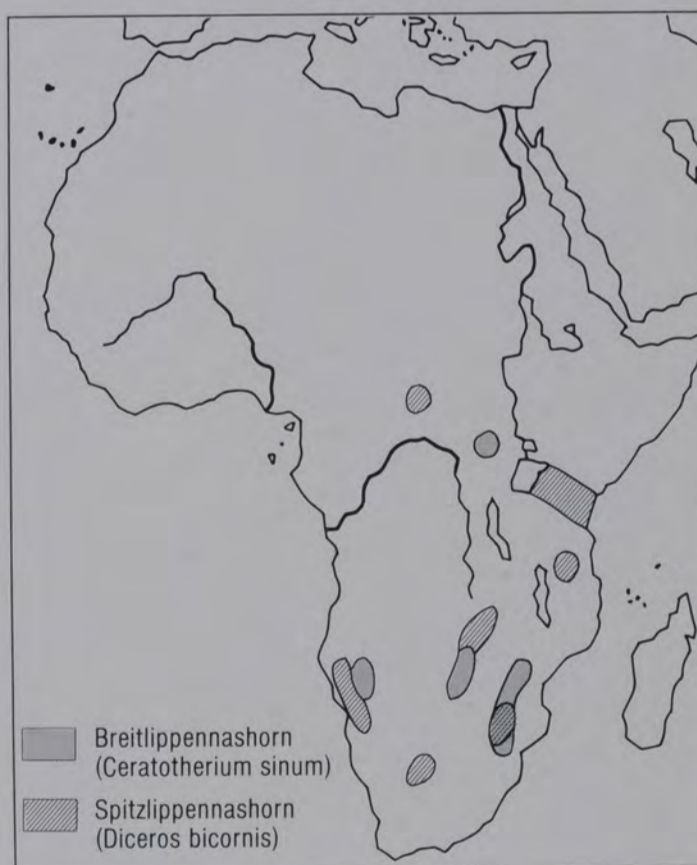 Breitlippennashorn
(Ceratotherium sinum)
Spitzlippennashorn
(Diceros bicornis)